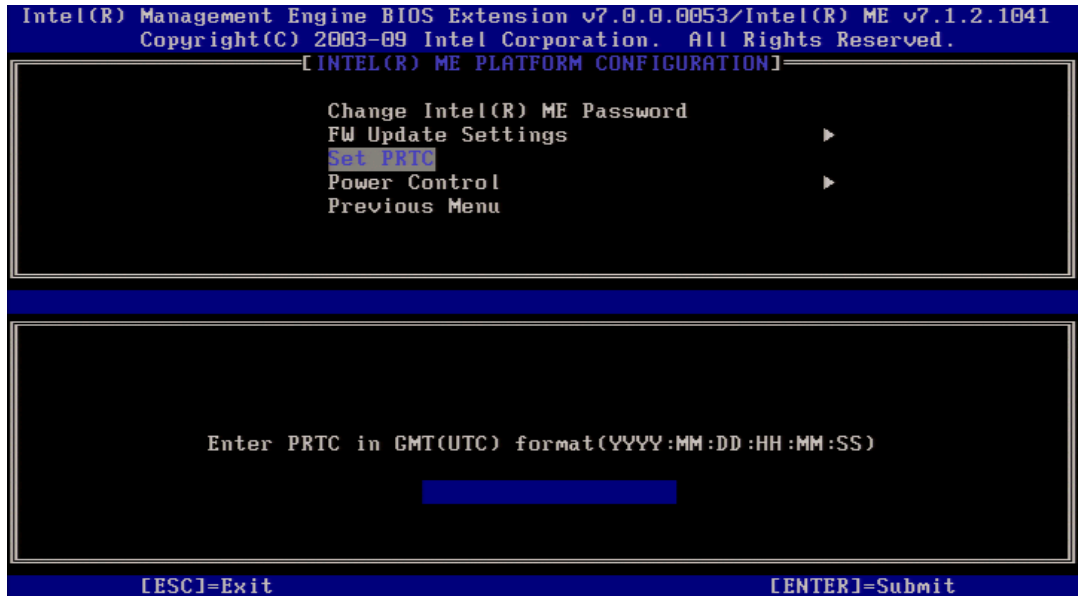 Intel(R) Management Engine BIOS Extension v7.0.0.0053/Intel(R) ME v7.1.2.1041
Copyright(C) 2003-09 Intel Corporation. All Rights Reserved.
[INTEL(R) ME PLATFORM CONFIGURATION]
Change Intel(R) ME Password
FW Update Settings ►
Set PRTC
Power Control ►
Previous Menu
Enter PRTC in GMT(UTC) format(YYYY:MM:DD:HH:MM:SS)
[ESC]=Exit [ENTER]=Submit